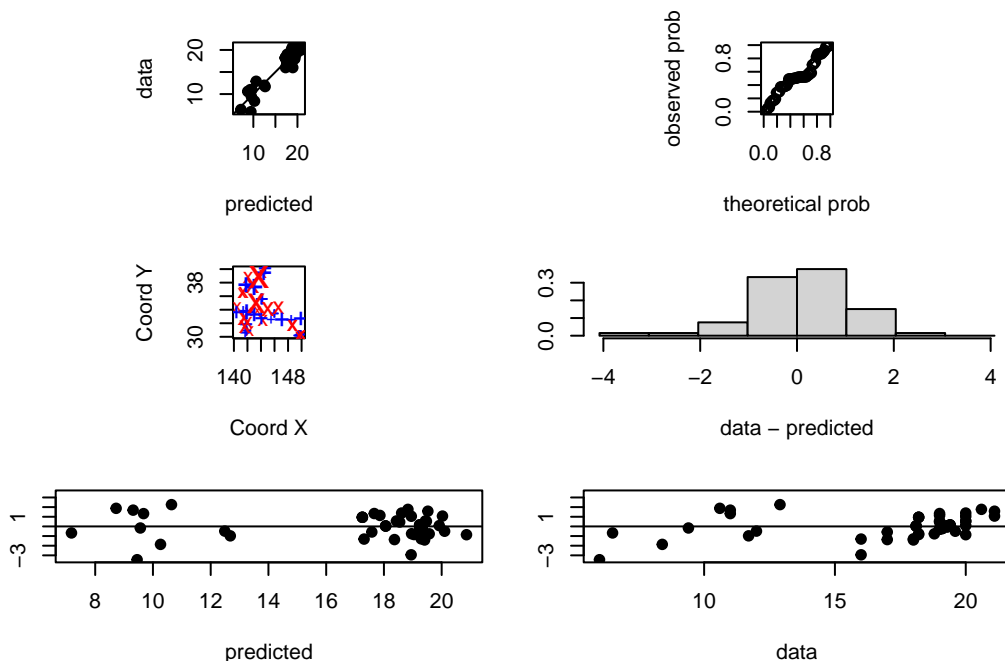 data
10 20
10 20
predicted
observed prob
0.0 0.8
0.0 0.8
theoretical prob
Coord Y
30 38
140 148
Coord X
0.0 0.3
−4 −2 0 2 4
data − predicted
−3 1
8 10 12 14 16 18 20
predicted
−3 1
10 15 20
data